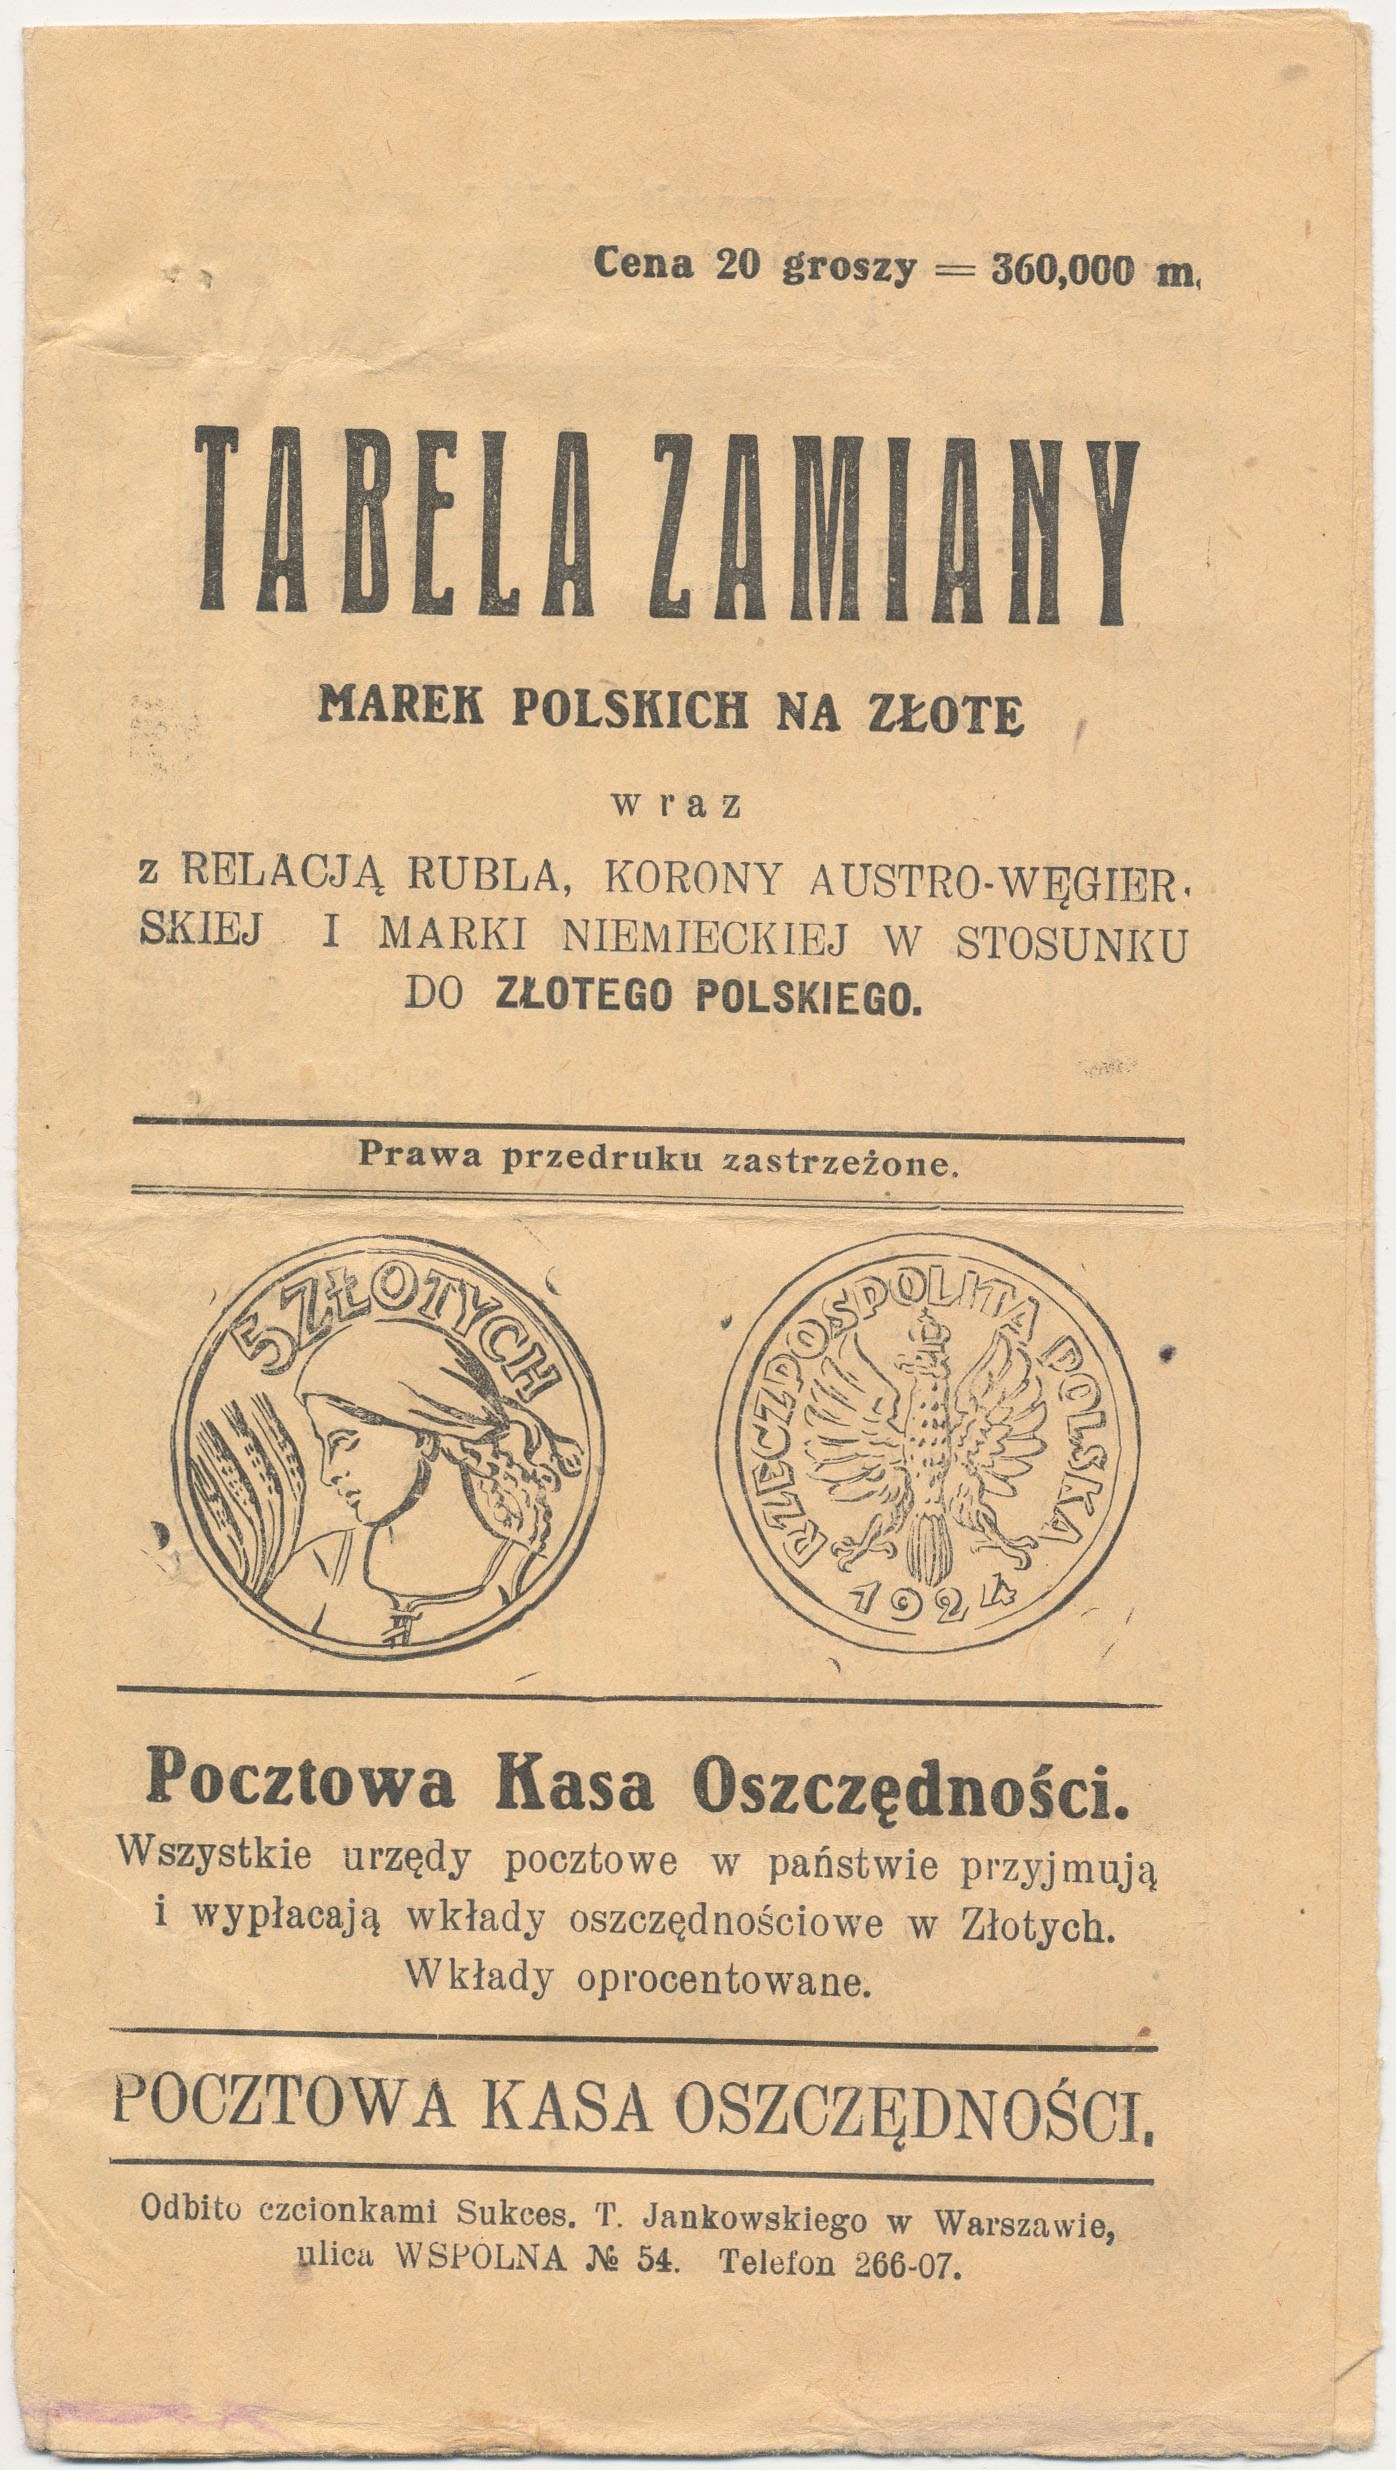 Cena 20 groszy = 360,000 m.
TABELA ZAMIANY
MAREK POLSKICH NA ZŁOTE
wraz
z RELACJĄ RUBLA, KORONY AUSTRO-WĘGIER-
SKIEJ I MARKI NIEMIECKIEJ W STOSUNKU
DO ZŁOTEGO POLSKIEGO.
Prawa przedruku zastrzeżone.
5 ZŁOTYCH
RZECZPOSPOLITA POLSKA
1924
Pocztowa Kasa Oszczędności.
Wszystkie urzędy pocztowe w państwie przyjmują
i wypłacają wkłady oszczędnościowe w Złotych.
Wkłady oprocentowane.
POCZTOWA KASA OSZCZĘDNOŚCI.
Odbito czcionkami Sukces. T. Jankowskiego w Warszawie,
ulica WSPÓLNA № 54. Telefon 266-07.